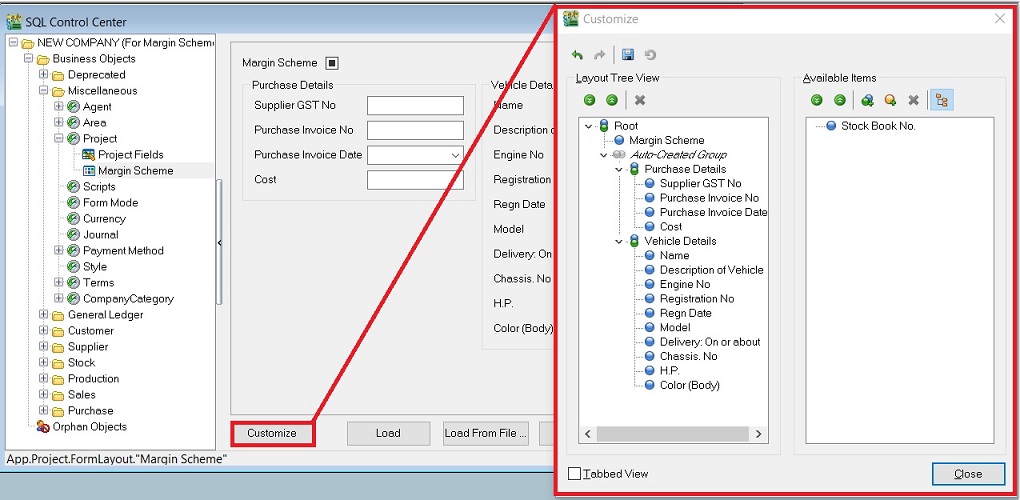 SQL Control Center
NEW COMPANY (For Margin Scheme
Business Objects
Deprecated
Miscellaneous
Agent
Area
Project
Project Fields
Margin Scheme
Scripts
Form Mode
Currency
Journal
Payment Method
Style
Terms
CompanyCategory
General Ledger
Customer
Supplier
Stock
Production
Sales
Purchase
Orphan Objects
App.Project.FormLayout."Margin Scheme"
Margin Scheme
Purchase Details
Supplier GST No
Purchase Invoice No
Purchase Invoice Date
Cost
Vehicle Deta
Name
Description o
Engine No
Registration
Regn Date
Model
Delivery: On
Chassis. No
H.P.
Color (Body)
Customize
Load
Load From File ...
Customize
Layout Tree View
Root
Margin Scheme
Auto-Created Group
Purchase Details
Supplier GST No
Purchase Invoice No
Purchase Invoice Date
Cost
Vehicle Details
Name
Description of Vehicle
Engine No
Registration No
Regn Date
Model
Delivery: On or about
Chassis. No
H.P.
Color (Body)
Available Items
Stock Book No.
Tabbed View
Close